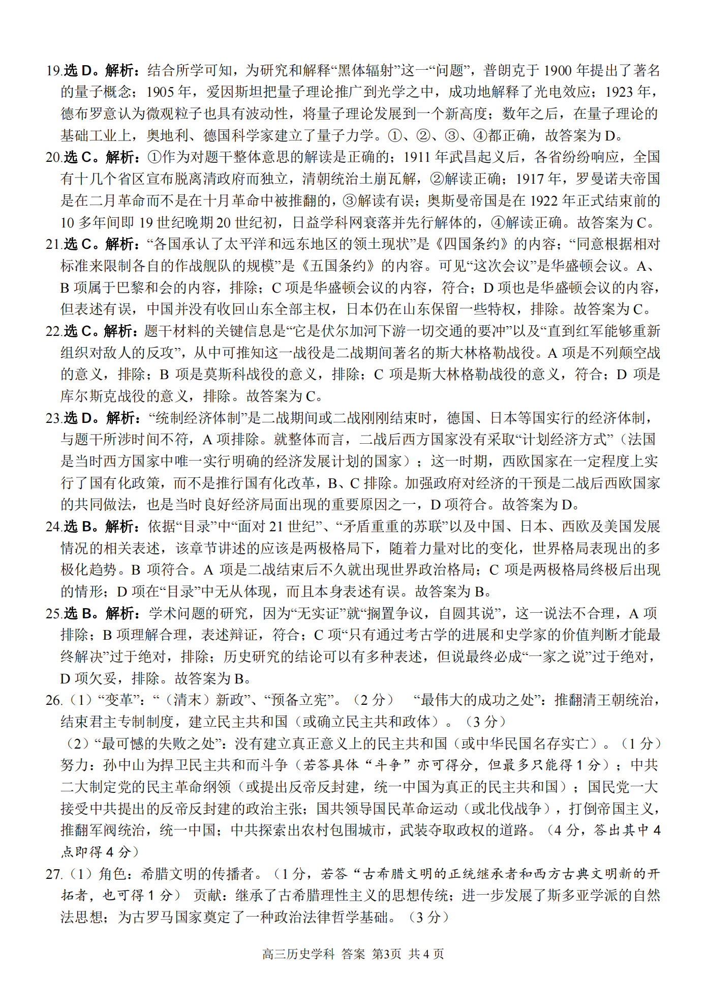 19.选 D。解析：结合所学可知，为研究和解释“黑体辐射”这一“问题”，普朗克于 1900 年提出了著名
的量子概念；1905 年，爱因斯坦把量子理论推广到光学之中，成功地解释了光电效应；1923 年，
德布罗意认为微观粒子也具有波动性，将量子理论发展到一个新高度；数年之后，在量子理论的
基础工业上，奥地利、德国科学家建立了量子力学。①、②、③、④都正确，故答案为 D。
20.选 C。解析：①作为对题干整体意思的解读是正确的；1911 年武昌起义后，各省纷纷响应，全国
有十几个省区宣布脱离清政府而独立，清朝统治土崩瓦解，②解读正确；1917 年，罗曼诺夫帝国
是在二月革命而不是在十月革命中被推翻的，③解读有误；奥斯曼帝国是在 1922 年正式结束前的
10 多年间即 19 世纪晚期 20 世纪初，日益学科网衰落并先行解体的，④解读正确。故答案为 C。
21.选 C。解析：“各国承认了太平洋和远东地区的领土现状”是《四国条约》的内容；“同意根据相对
标准来限制各自的作战舰队的规模”是《五国条约》的内容。可见“这次会议”是华盛顿会议。A、
B 项属于巴黎和会的内容，排除；C 项是华盛顿会议的内容，符合；D 项也是华盛顿会议的内容，
但表述有误，中国并没有收回山东全部主权，日本仍在山东保留一些特权，排除。故答案为 C。
22.选 C。解析：题干材料的关键信息是“它是伏尔加河下游一切交通的要冲”以及“直到红军能够重新
组织对敌人的反攻”，从中可推知这一战役是二战期间著名的斯大林格勒战役。A 项是不列颠空战
的意义，排除；B 项是莫斯科战役的意义，排除；C 项是斯大林格勒战役的意义，符合；D 项是
库尔斯克战役的意义，排除。故答案为 C。
23.选 D。解析：“统制经济体制”是二战期间或二战刚刚结束时，德国、日本等国实行的经济体制，
与题干所涉时间不符，A 项排除。就整体而言，二战后西方国家没有采取“计划经济方式”（法国
是当时西方国家中唯一实行明确的经济发展计划的国家）；这一时期，西欧国家在一定程度上实
行了国有化政策，而不是推行国有化改革，B、C 排除。加强政府对经济的干预是二战后西欧国家
的共同做法，也是当时良好经济局面出现的重要原因之一，D 项符合。故答案为 D。
24.选 B。解析：依据“目录”中“面对 21 世纪”、“矛盾重重的苏联”以及中国、日本、西欧及美国发展
情况的相关表述，该章节讲述的应该是两极格局下，随着力量对比的变化，世界格局表现出的多
极化趋势。B 项符合。A 项是二战结束后不久就出现世界政治格局；C 项是两极格局终极后出现
的情形；D 项在“目录”中无从体现，而且本身表述有误。故答案为 B。
25.选 B。解析：学术问题的研究，因为“无实证”就“搁置争议，自圆其说”，这一说法不合理，A 项
排除；B 项理解合理，表述辩证，符合；C 项“只有通过考古学的进展和史学家的价值判断才能最
终解决”过于绝对，排除；历史研究的结论可以有多种表述，但说最终必成“一家之说”过于绝对，
D 项欠妥，排除。故答案为 B。
26.（1）“变革”：“（清末）新政”、“预备立宪”。（2 分） “最伟大的成功之处”：推翻清王朝统治，
结束君主专制制度，建立民主共和国（或确立民主共和政体）。（3 分）
（2）“最可憾的失败之处”：没有建立真正意义上的民主共和国（或中华民国名存实亡）。（1 分）
努力：孙中山为捍卫民主共和而斗争（若答具体“斗争”亦可得分，但最多只能得 1 分）；中共
二大制定党的民主革命纲领（或提出反帝反封建，统一中国为真正的民主共和国）；国民党一大
接受中共提出的反帝反封建的政治主张；国共领导国民革命运动（或北伐战争），打倒帝国主义，
推翻军阀统治，统一中国；中共探索出农村包围城市，武装夺取政权的道路。（4 分，答出其中 4
点即得 4 分）
27.（1）角色：希腊文明的传播者。（1 分，若答“古希腊文明的正统继承者和西方古典文明新的开
拓者，也可得 1 分） 贡献：继承了古希腊理性主义的思想传统；进一步发展了斯多亚学派的自然
法思想；为古罗马国家奠定了一种政治法律哲学基础。（3 分）
高三历史学科 答案 第3页 共 4 页